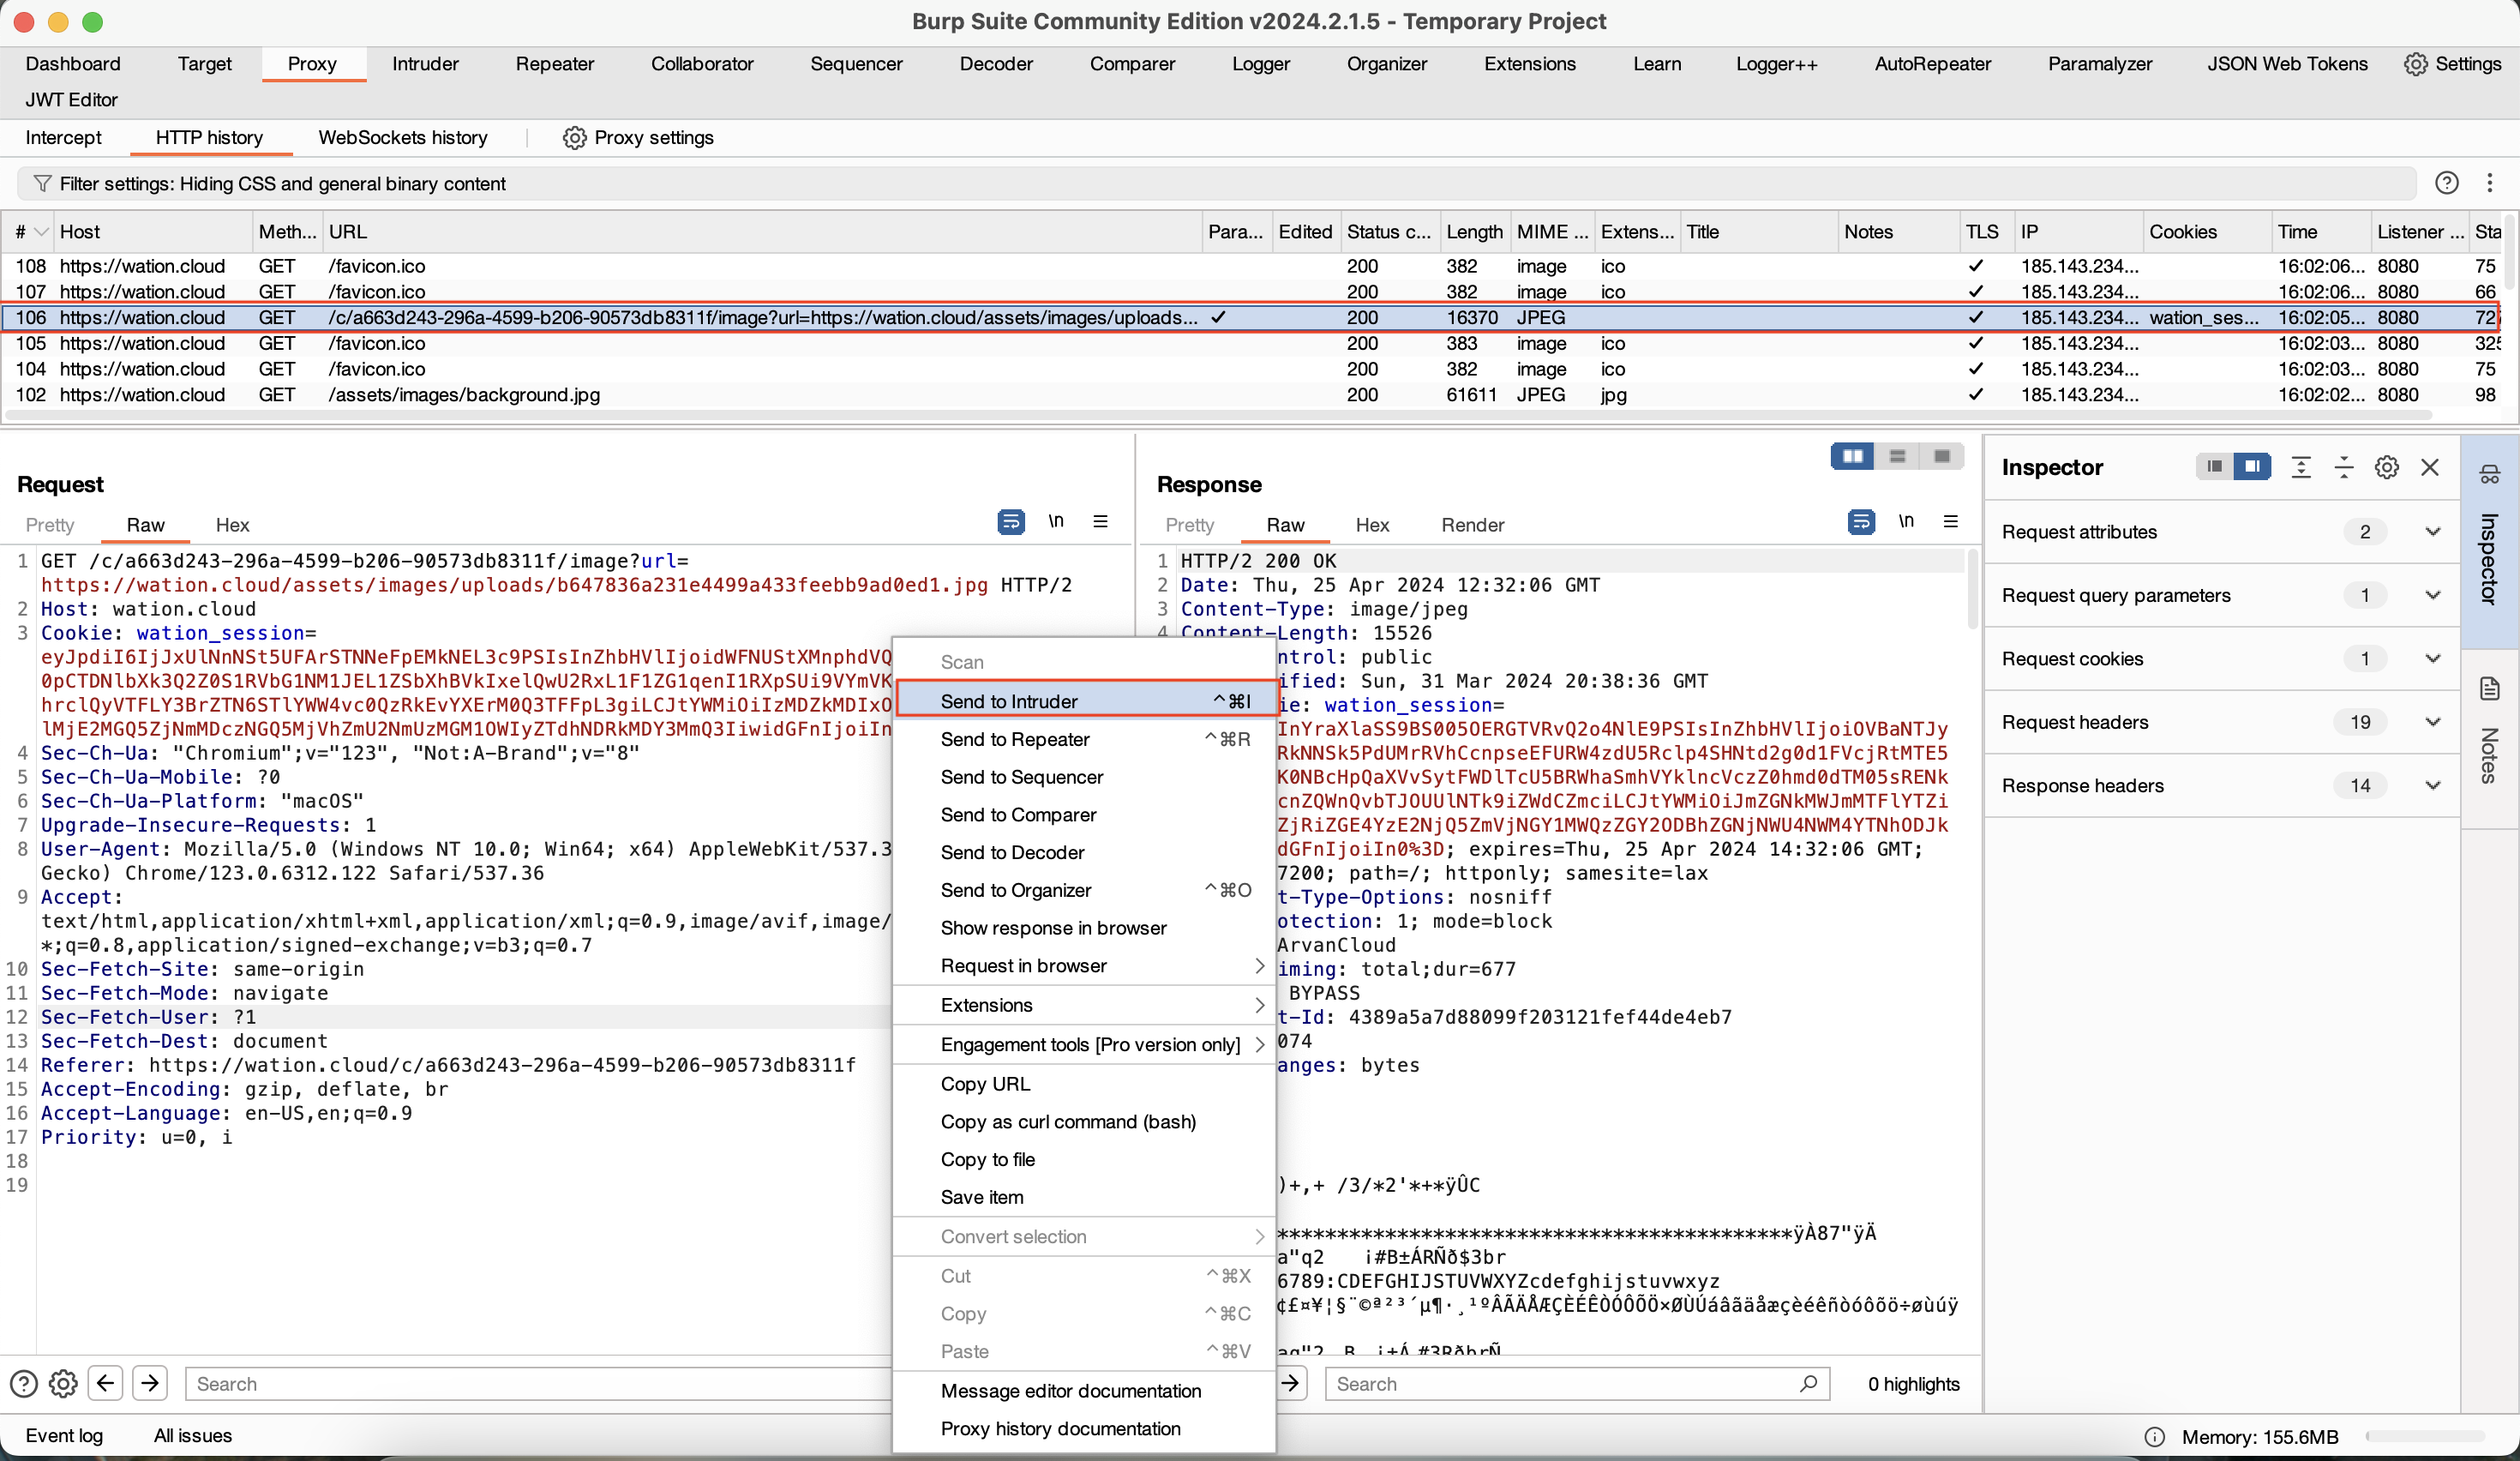 Burp Suite Community Edition v2024.2.1.5 - Temporary Project
Dashboard Target Proxy Intruder Repeater Collaborator Sequencer Decoder Comparer Logger Organizer Extensions Learn Logger++ AutoRepeater Paramalyzer JSON Web Tokens Settings
JWT Editor
Intercept HTTP history WebSockets history Proxy settings
Filter settings: Hiding CSS and general binary content
# Host Meth... URL Para... Edited Status c... Length MIME ... Extens... Title Notes TLS IP Cookies Time Listener ... Sta
108 https://wation.cloud GET /favicon.ico 200 382 image ico ✓ 185.143.234... 16:02:06... 8080 75
107 https://wation.cloud GET /favicon.ico 200 382 image ico ✓ 185.143.234... 16:02:06... 8080 66
106 https://wation.cloud GET /c/a663d243-296a-4599-b206-90573db8311f/image?url=https://wation.cloud/assets/images/uploads... ✓ 200 16370 JPEG ✓ 185.143.234... wation_ses... 16:02:05... 8080 72
105 https://wation.cloud GET /favicon.ico 200 383 image ico ✓ 185.143.234... 16:02:03... 8080 325
104 https://wation.cloud GET /favicon.ico 200 382 image ico ✓ 185.143.234... 16:02:03... 8080 75
102 https://wation.cloud GET /assets/images/background.jpg 200 61611 JPEG jpg ✓ 185.143.234... 16:02:02... 8080 98
Request
Pretty Raw Hex \n
1 GET /c/a663d243-296a-4599-b206-90573db8311f/image?url=
https://wation.cloud/assets/images/uploads/b647836a231e4499a433feebb9ad0ed1.jpg HTTP/2
2 Host: wation.cloud
3 Cookie: wation_session=
4 Sec-Ch-Ua: "Chromium";v="123", "Not:A-Brand";v="8"
5 Sec-Ch-Ua-Mobile: ?0
6 Sec-Ch-Ua-Platform: "macOS"
7 Upgrade-Insecure-Requests: 1
8 User-Agent: Mozilla/5.0 (Windows NT 10.0; Win64; x64) AppleWebKit/537.3
Gecko) Chrome/123.0.6312.122 Safari/537.36
9 Accept:
text/html,application/xhtml+xml,application/xml;q=0.9,image/avif,image/
*;q=0.8,application/signed-exchange;v=b3;q=0.7
10 Sec-Fetch-Site: same-origin
11 Sec-Fetch-Mode: navigate
12 Sec-Fetch-User: ?1
13 Sec-Fetch-Dest: document
14 Referer: https://wation.cloud/c/a663d243-296a-4599-b206-90573db8311f
15 Accept-Encoding: gzip, deflate, br
16 Accept-Language: en-US,en;q=0.9
17 Priority: u=0, i
18
19
Scan
Send to Intruder ^⌘I
Send to Repeater ^⌘R
Send to Sequencer
Send to Comparer
Send to Decoder
Send to Organizer ^⌘O
Show response in browser
Request in browser
Extensions
Engagement tools [Pro version only]
Copy URL
Copy as curl command (bash)
Copy to file
Save item
Convert selection
Cut ^⌘X
Copy ^⌘C
Paste ^⌘V
Message editor documentation
Proxy history documentation
Response
Pretty Raw Hex Render \n
1 HTTP/2 200 OK
2 Date: Thu, 25 Apr 2024 12:32:06 GMT
3 Content-Type: image/jpeg
4 Content-Length: 15526
ntrol: public
ified: Sun, 31 Mar 2024 20:38:36 GMT
ie: wation_session=
dGFnIjoiIn0%3D; expires=Thu, 25 Apr 2024 14:32:06 GMT;
7200; path=/; httponly; samesite=lax
t-Type-Options: nosniff
otection: 1; mode=block
ArvanCloud
iming: total;dur=677
BYPASS
t-Id: 4389a5a7d88099f203121fef44de4eb7
074
anges: bytes
)+,+ /3/*2'*+*ÿÛC
a"q2 ¡#B±ÁRÑð$3br
6789:CDEFGHIJSTUVWXYZcdefghijstuvwxyz
Inspector
Request attributes 2
Request query parameters 1
Request cookies 1
Request headers 19
Response headers 14
Inspector
Notes
Search
Search 0 highlights
Event log All issues Memory: 155.6MB